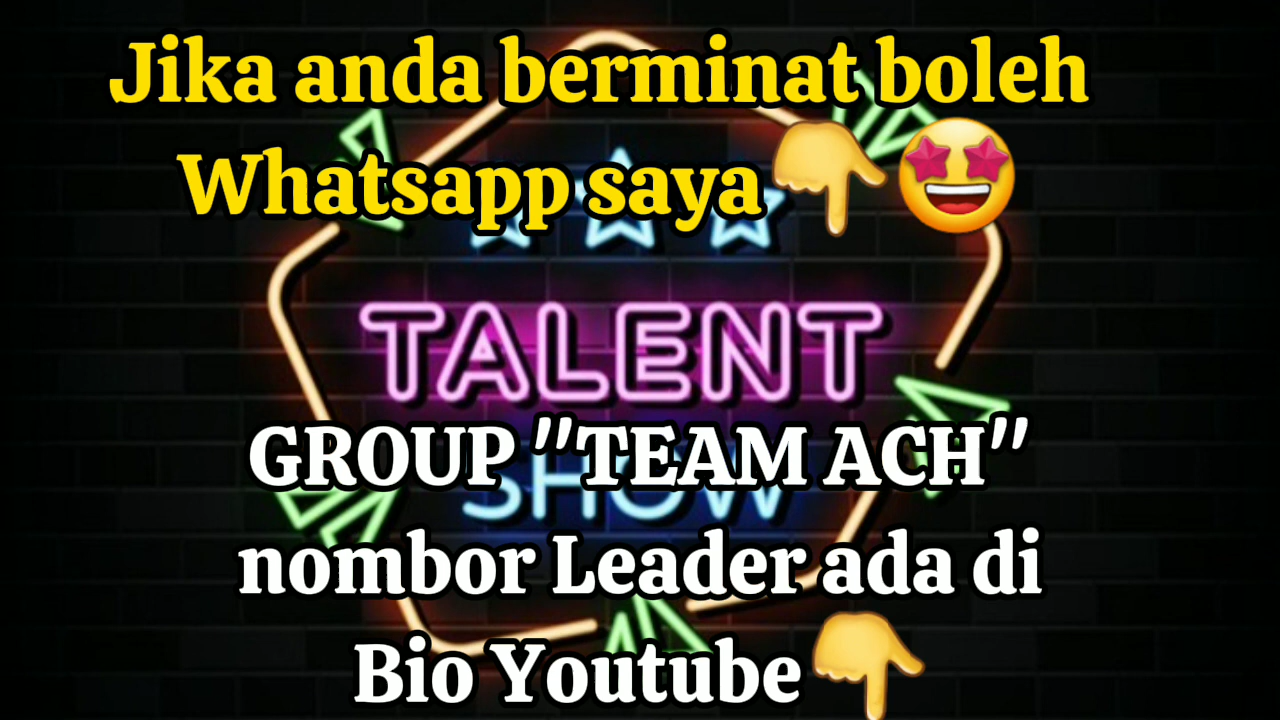 Jika anda berminat boleh
Whatsapp saya👇🤩
TALENT
GROUP "TEAM ACH"
SHOW
nombor Leader ada di
Bio Youtube👇